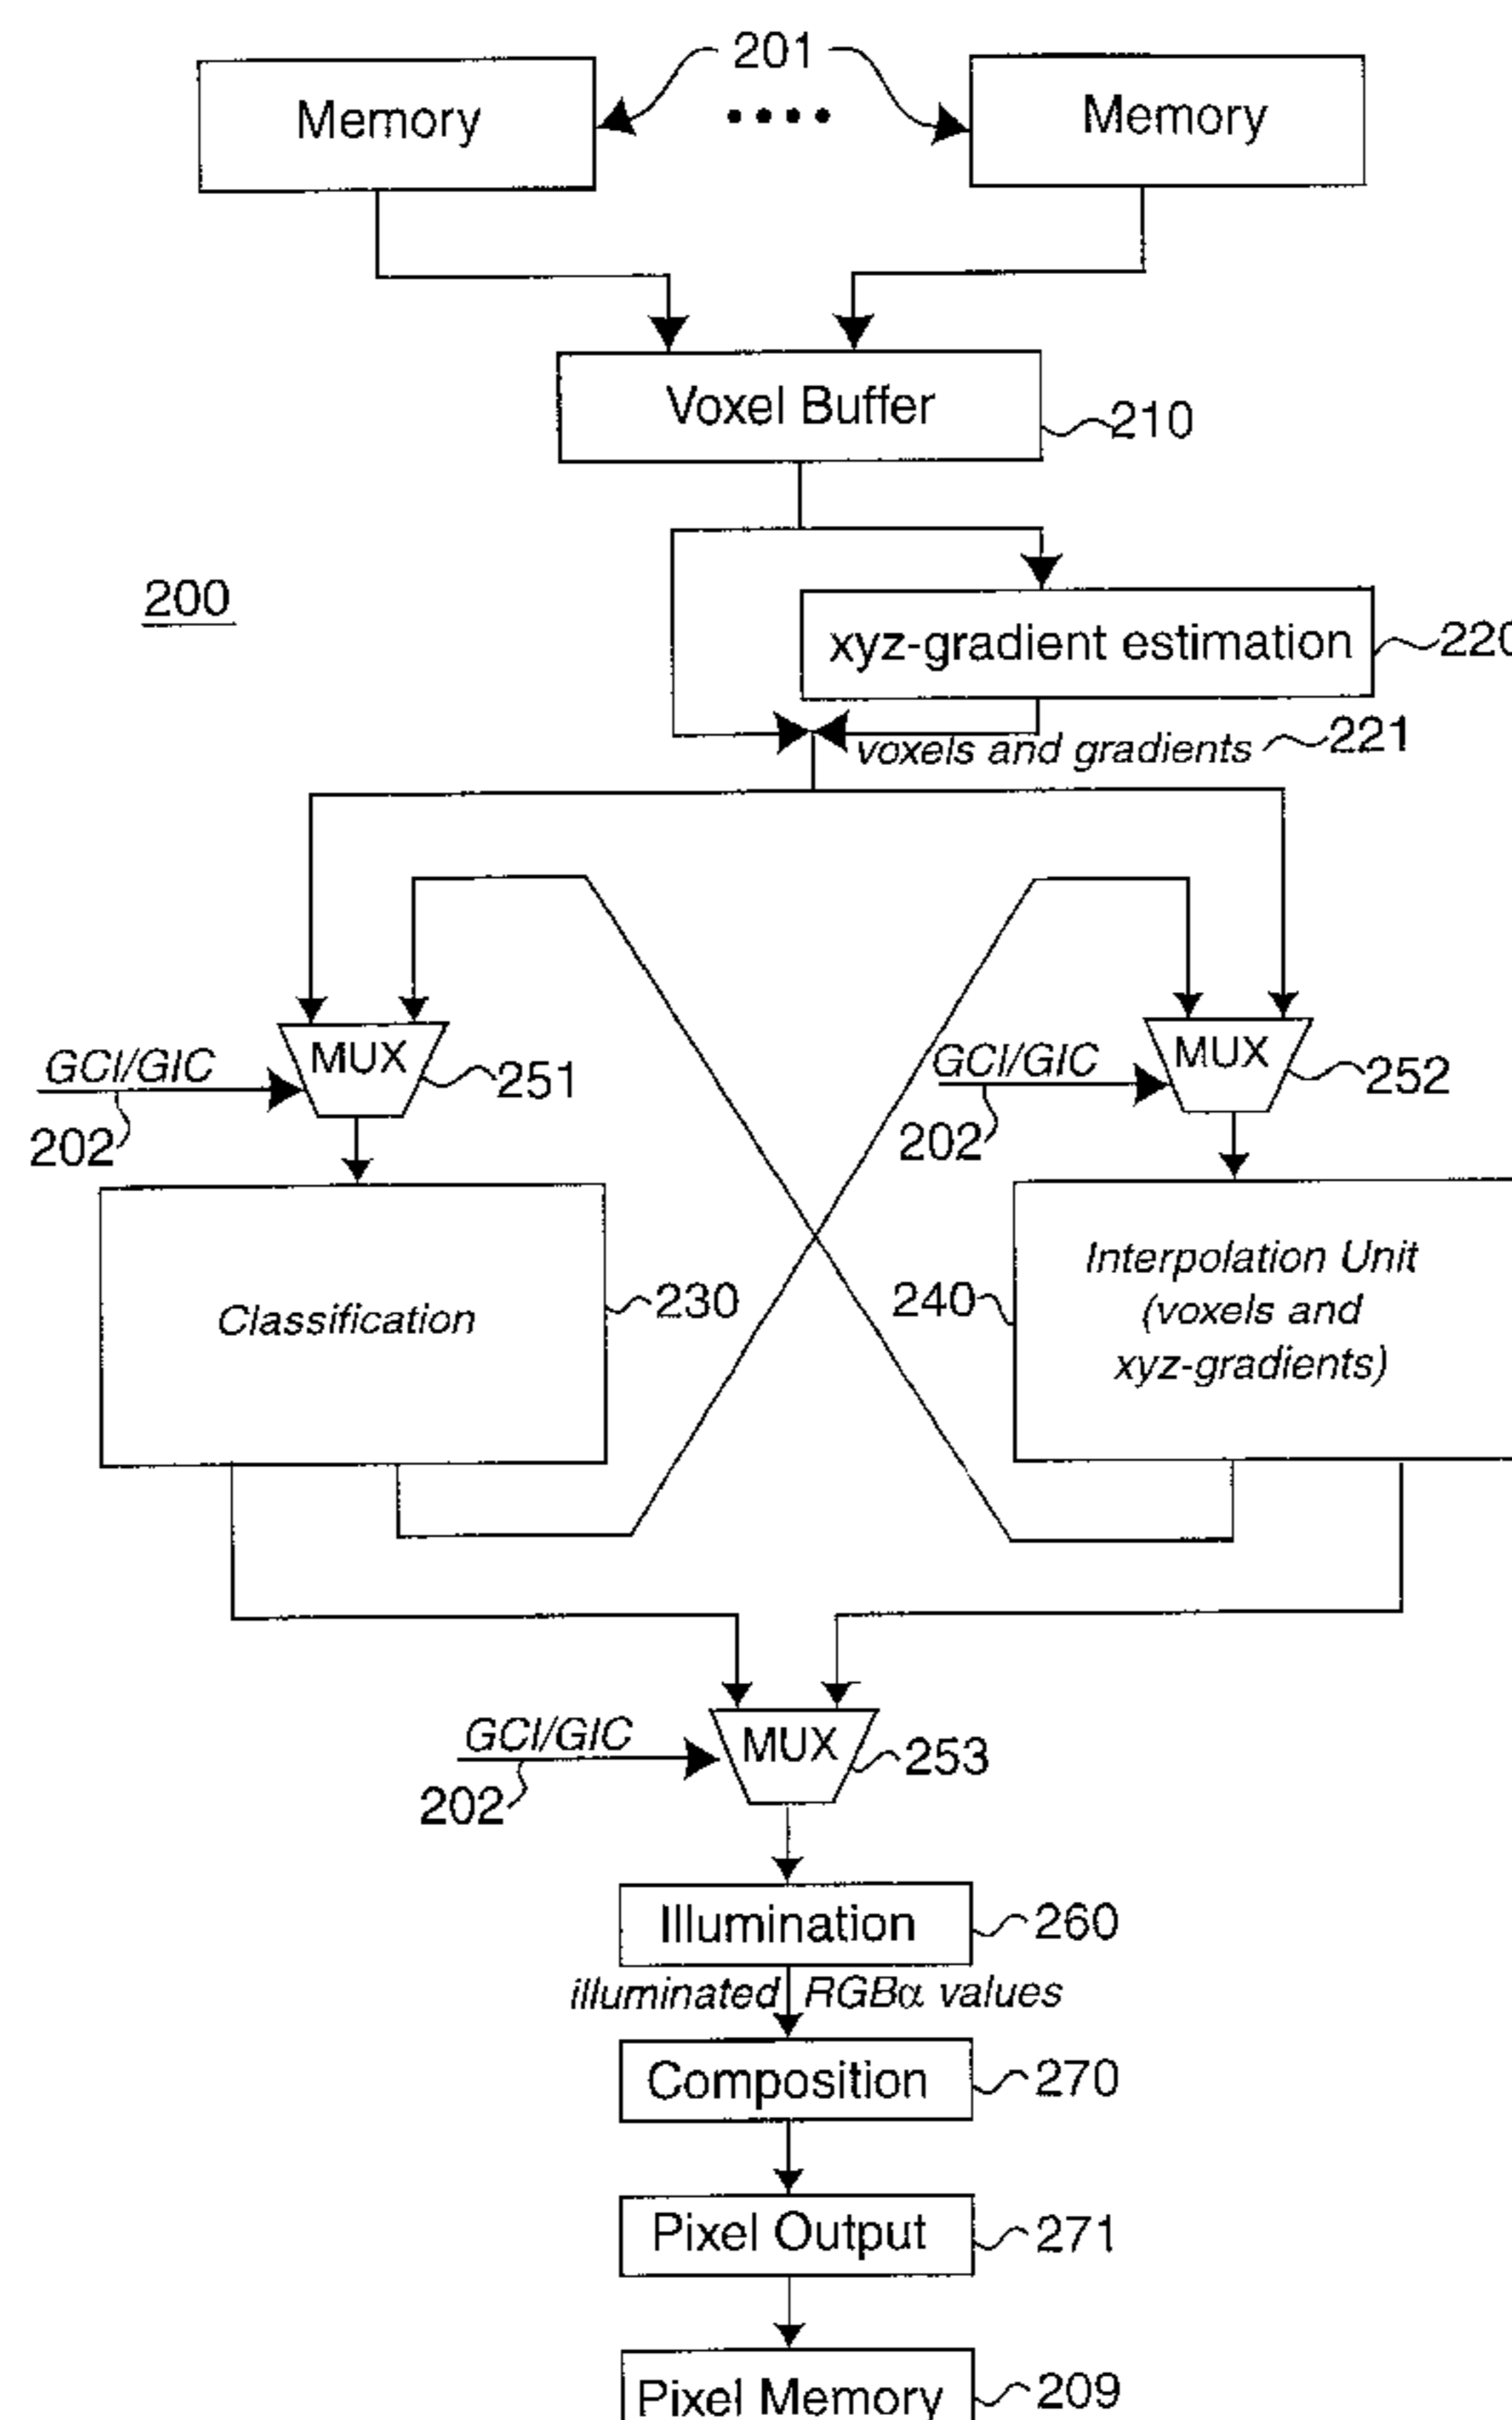 201
Memory
Memory
Voxel Buffer
210
200
xyz-gradient estimation
220
voxels and gradients
221
GCI/GIC
MUX
251
202
GCI/GIC
MUX
252
202
Classification
230
240
Interpolation Unit
(voxels and
xyz-gradients)
GCI/GIC
MUX
253
202
Illumination
260
illuminated RGBα values
Composition
270
Pixel Output
271
Pixel Memory
209